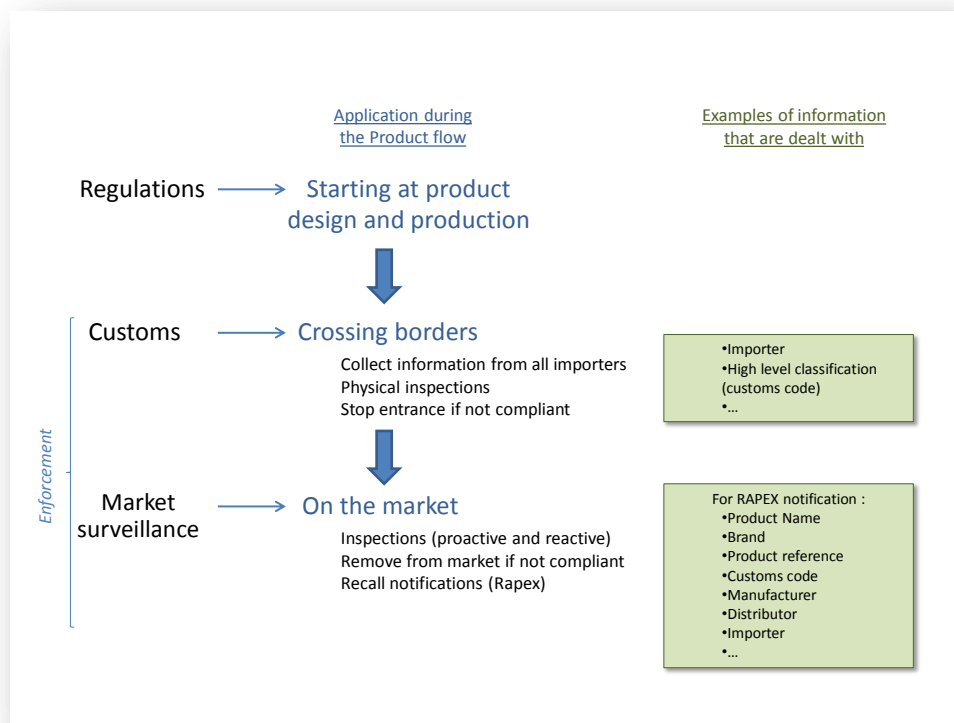 Application during
the Product flow
Examples of information
that are dealt with
Regulations
Starting at product
design and production
Enforcement
Customs
Crossing borders
Collect information from all importers
Physical inspections
Stop entrance if not compliant
•Importer
•High level classification
(customs code)
•...
Market
surveillance
On the market
Inspections (proactive and reactive)
Remove from market if not compliant
Recall notifications (Rapex)
For RAPEX notification :
•Product Name
•Brand
•Product reference
•Customs code
•Manufacturer
•Distributor
•Importer
•...